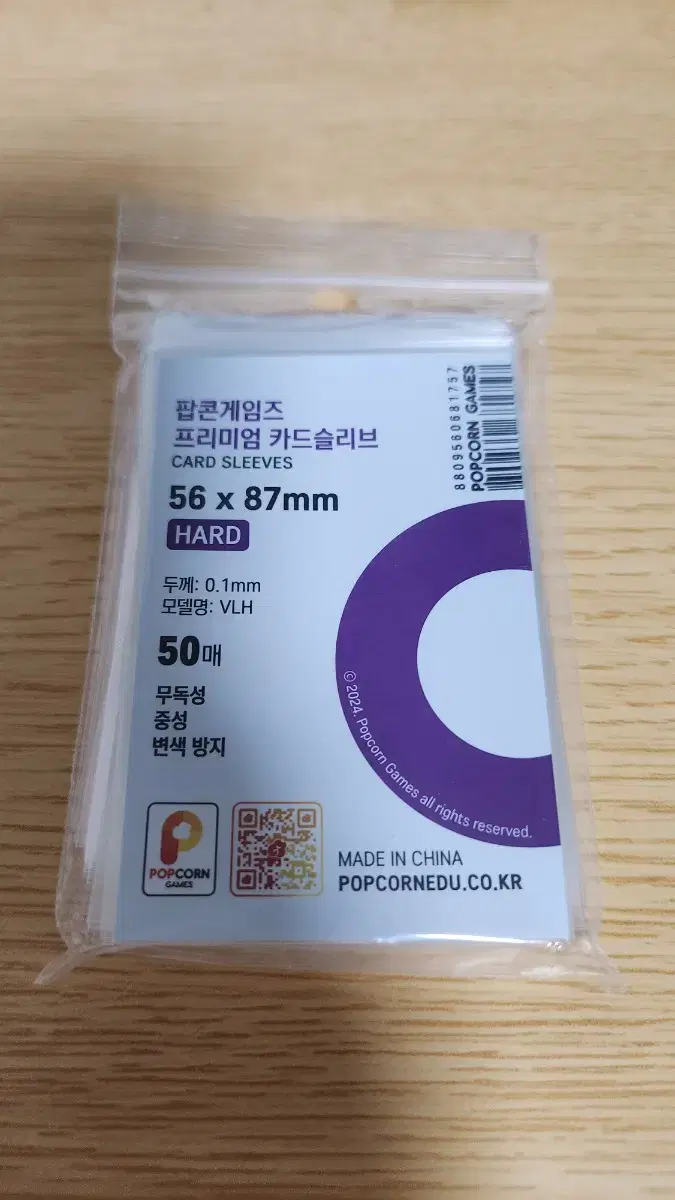 팝콘게임즈
프리미엄 카드슬리브
CARD SLEEVES
56 x 87mm
HARD
두께: 0.1mm
모델명: VLH
50매
무독성
중성
변색 방지
8809560681757
POPCORN GAMES
© 2024. Popcorn Games all rights reserved.
POPCORN
GAMES
MADE IN CHINA
POPCORNEDU.CO.KR